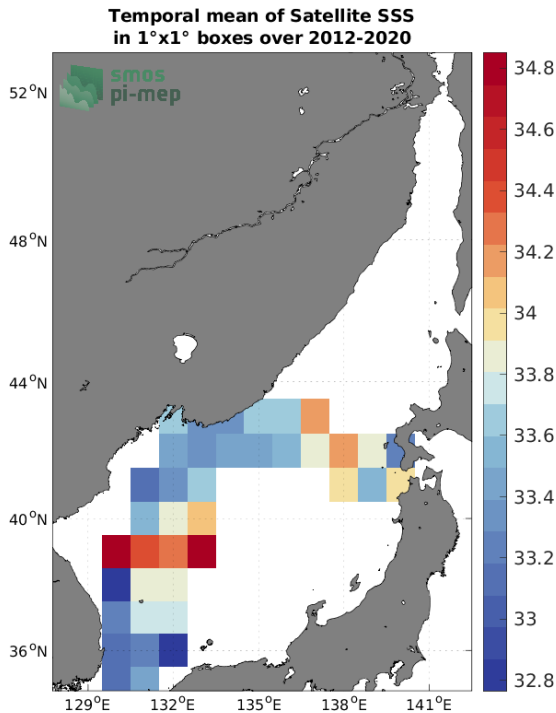 Temporal mean of Satellite SSS
in 1°x1° boxes over 2012-2020
smos
pi-mep
52°N
48°N
44°N
40°N
36°N
129°E 132°E 135°E 138°E 141°E
34.8
34.6
34.4
34.2
34
33.8
33.6
33.4
33.2
33
32.8